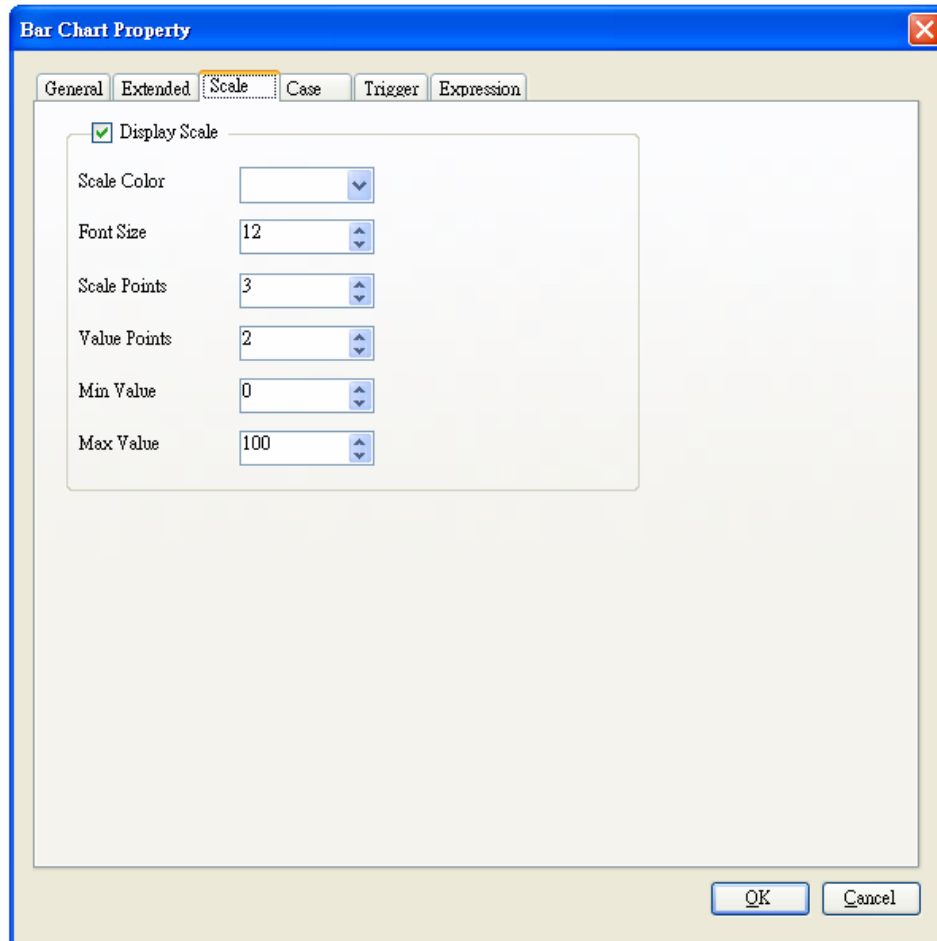 Bar Chart Property
General Extended Scale Case Trigger Expression
Display Scale
Scale Color
Font Size 12
Scale Points 3
Value Points 2
Min Value 0
Max Value 100
OK Cancel